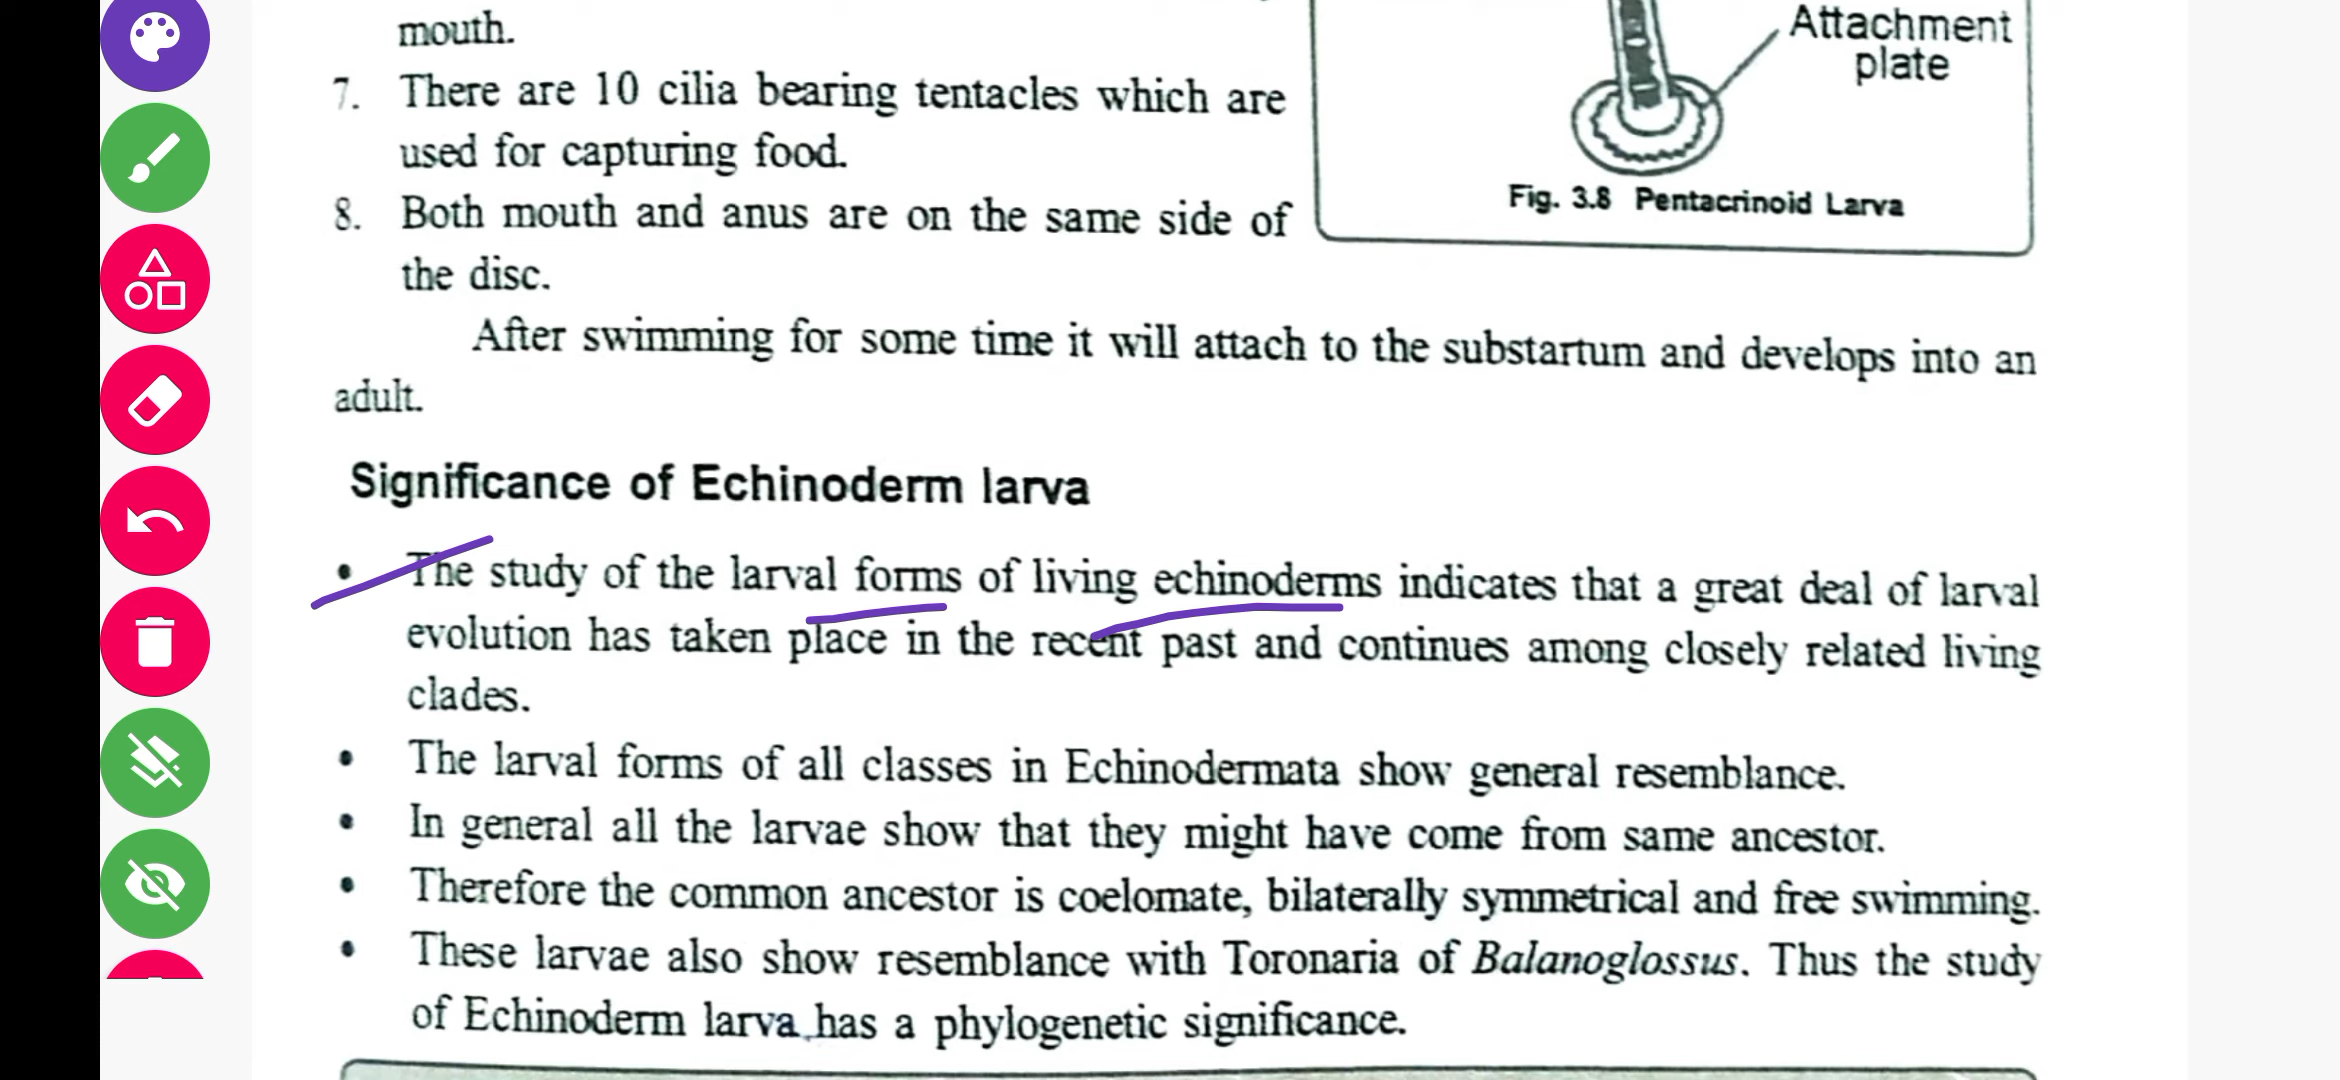 mouth.
Attachment
plate
7. There are 10 cilia bearing tentacles which are
used for capturing food.
Fig. 3.8 Pentacrinoid Larva
8. Both mouth and anus are on the same side of
the disc.
After swimming for some time it will attach to the substartum and develops into an
adult.
Significance of Echinoderm larva
• The study of the larval forms of living echinoderms indicates that a great deal of larval
evolution has taken place in the recent past and continues among closely related living
clades.
• The larval forms of all classes in Echinodermata show general resemblance.
• In general all the larvae show that they might have come from same ancestor.
• Therefore the common ancestor is coelomate, bilaterally symmetrical and free swimming.
• These larvae also show resemblance with Toronaria of Balanoglossus. Thus the study
of Echinoderm larva has a phylogenetic significance.